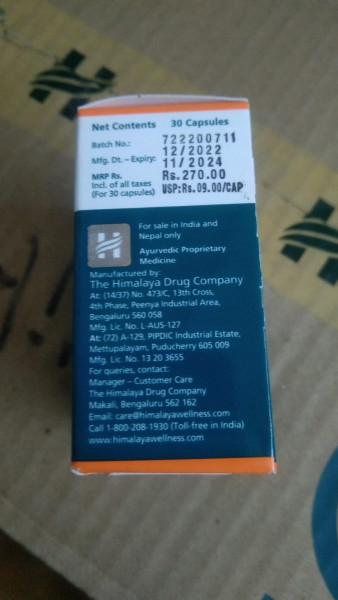 Net Contents 30 Capsules
Batch No.: 722200711
Mfg. Dt. – Expiry: 12/2022
11/2024
MRP Rs. Rs.270.00
Incl. of all taxes USP:Rs.09.00/CAP
(For 30 capsules)
For sale in India and
Nepal only
Ayurvedic Proprietary
Medicine
Manufactured by:
The Himalaya Drug Company
At: (14/37) No. 473/C, 13th Cross,
4th Phase, Peenya Industrial Area,
Bengaluru 560 058
Mfg. Lic. No. L-AUS-127
At: (72) A-129, PIPDIC Industrial Estate,
Mettupalayam, Puducherry 605 009
Mfg. Lic. No. 13 20 3655
For queries, contact:
Manager – Customer Care
The Himalaya Drug Company
Makali, Bengaluru 562 162
Email: care@himalayawellness.com
Call 1-800-208-1930 (Toll-free in India)
www.himalayawellness.com